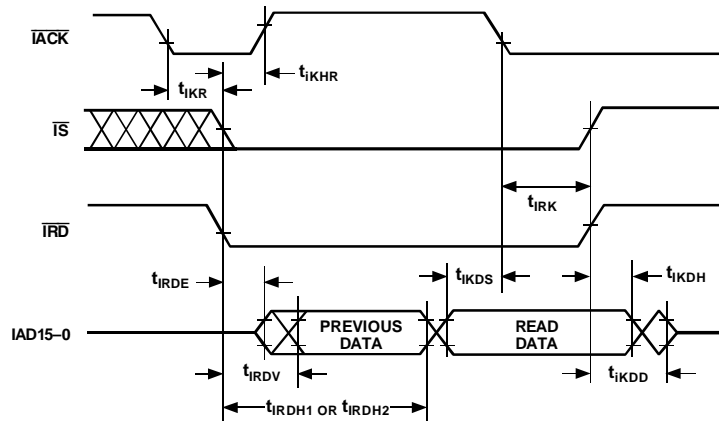 IACK
tiKHR
tIKR
IS
tIRK
IRD
tIRDE
tIKDS
tIKDH
IAD15–0
PREVIOUS
DATA
READ
DATA
tIRDV
tiKDD
tIRDH1 OR tIRDH2